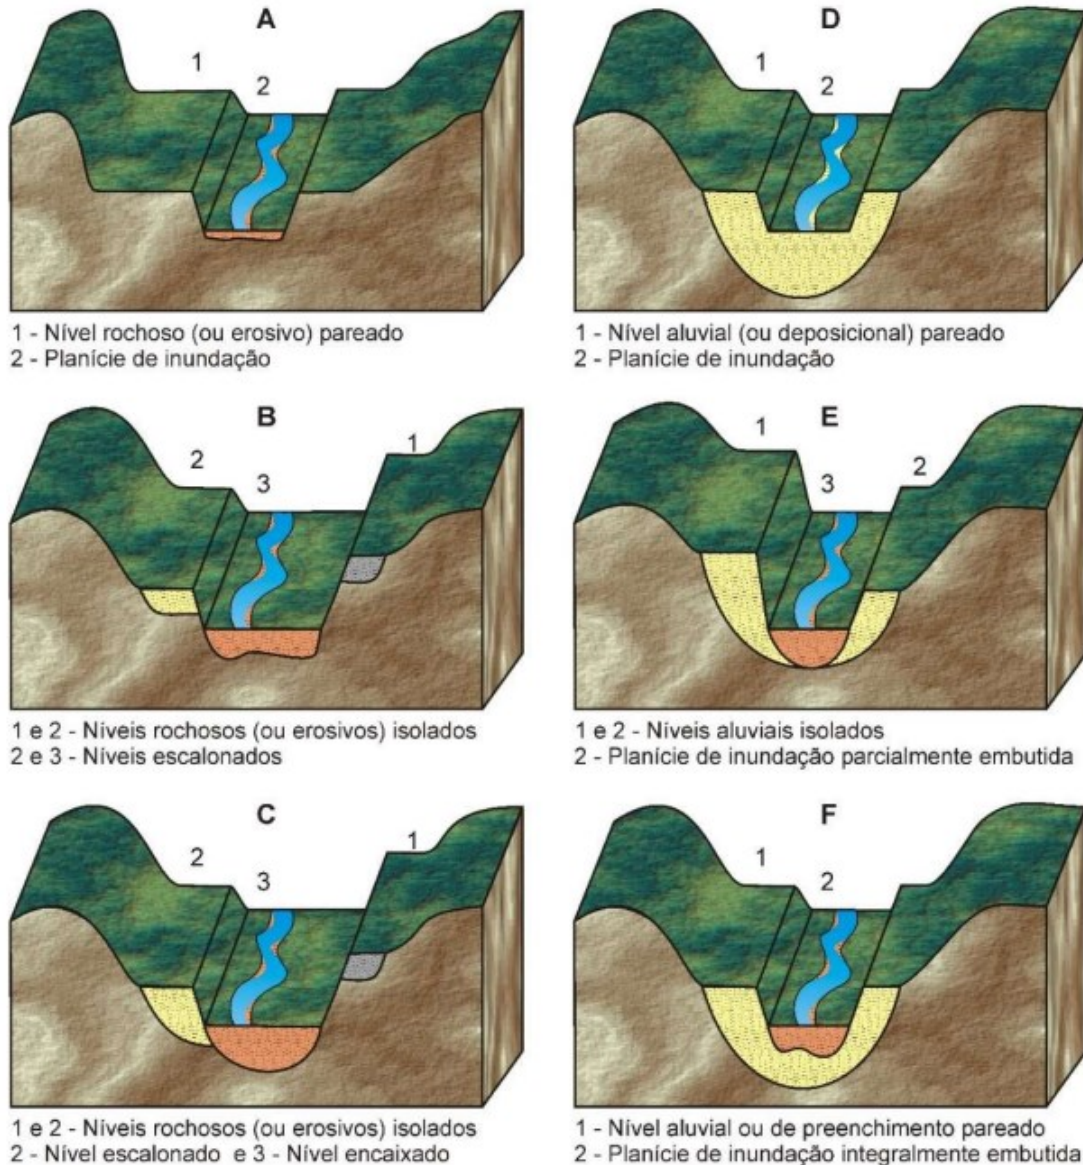 A
1
2
1 - Nível rochoso (ou erosivo) pareado
2 - Planície de inundação
D
1
2
1 - Nível aluvial (ou deposicional) pareado
2 - Planície de inundação
B
2
3
1
1 e 2 - Níveis rochosos (ou erosivos) isolados
2 e 3 - Níveis escalonados
E
1
3
2
1 e 2 - Níveis aluviais isolados
2 - Planície de inundação parcialmente embutida
C
2
3
1
1 e 2 - Níveis rochosos (ou erosivos) isolados
2 - Nível escalonado e 3 - Nível encaixado
F
1
2
1 - Nível aluvial ou de preenchimento pareado
2 - Planície de inundação integralmente embutida